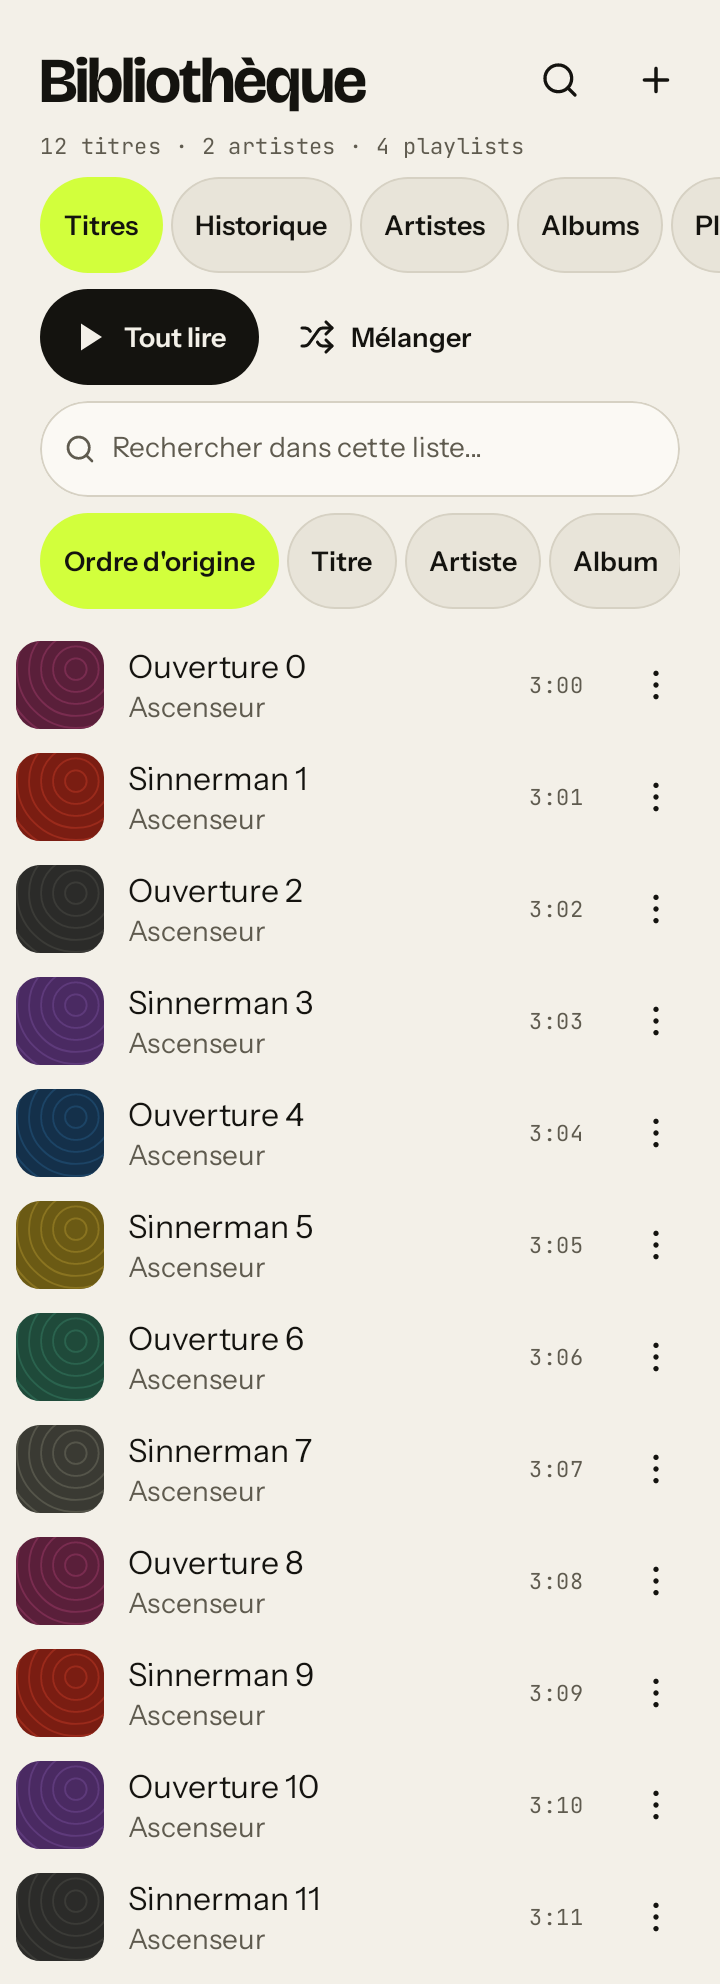 Bibliothèque
12 titres · 2 artistes · 4 playlists
Titres Historique Artistes Albums Pl
Tout lire Mélanger
Rechercher dans cette liste...
Ordre d'origine Titre Artiste Album
Ouverture 0
Ascenseur
3:00
Sinnerman 1
Ascenseur
3:01
Ouverture 2
Ascenseur
3:02
Sinnerman 3
Ascenseur
3:03
Ouverture 4
Ascenseur
3:04
Sinnerman 5
Ascenseur
3:05
Ouverture 6
Ascenseur
3:06
Sinnerman 7
Ascenseur
3:07
Ouverture 8
Ascenseur
3:08
Sinnerman 9
Ascenseur
3:09
Ouverture 10
Ascenseur
3:10
Sinnerman 11
Ascenseur
3:11